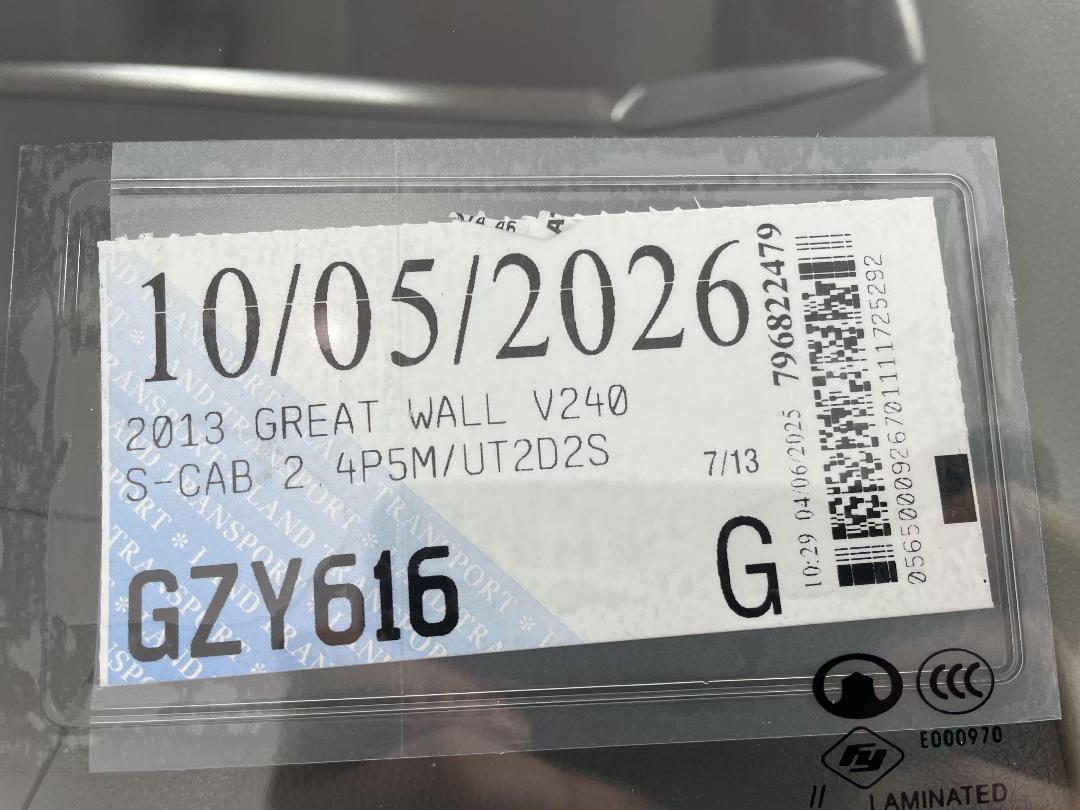 10/05/2026
2013 GREAT WALL V240
S-CAB 2.4P5M/UT2D2S
7/13
GZY616
G
10:29 04/06/2025 796822479
0565000926701111725292
TRANSPORT * LAND TRANSPORT
E000970
LAMINATED